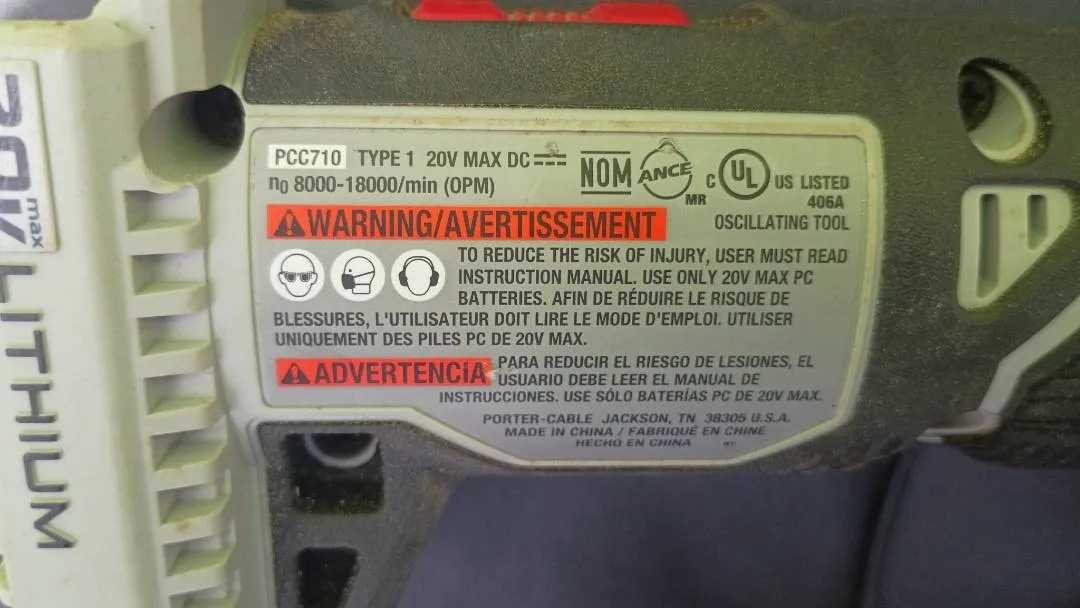 PCC710 TYPE 1 20V MAX DC
n0 8000-18000/min (OPM)
NOM
ANCE
MR
C UL US LISTED
406A
OSCILLATING TOOL
WARNING/AVERTISSEMENT
TO REDUCE THE RISK OF INJURY, USER MUST READ
INSTRUCTION MANUAL. USE ONLY 20V MAX PC
BATTERIES. AFIN DE RÉDUIRE LE RISQUE DE
BLESSURES, L'UTILISATEUR DOIT LIRE LE MODE D'EMPLOI. UTILISER
UNIQUEMENT DES PILES PC DE 20V MAX.
ADVERTENCIA PARA REDUCIR EL RIESGO DE LESIONES, EL
USUARIO DEBE LEER EL MANUAL DE
INSTRUCCIONES. USE SÓLO BATERÍAS PC DE 20V MAX.
PORTER-CABLE JACKSON, TN 38305 U.S.A.
MADE IN CHINA / FABRIQUÉ EN CHINE
HECHO EN CHINA
20V max
LITHIUM